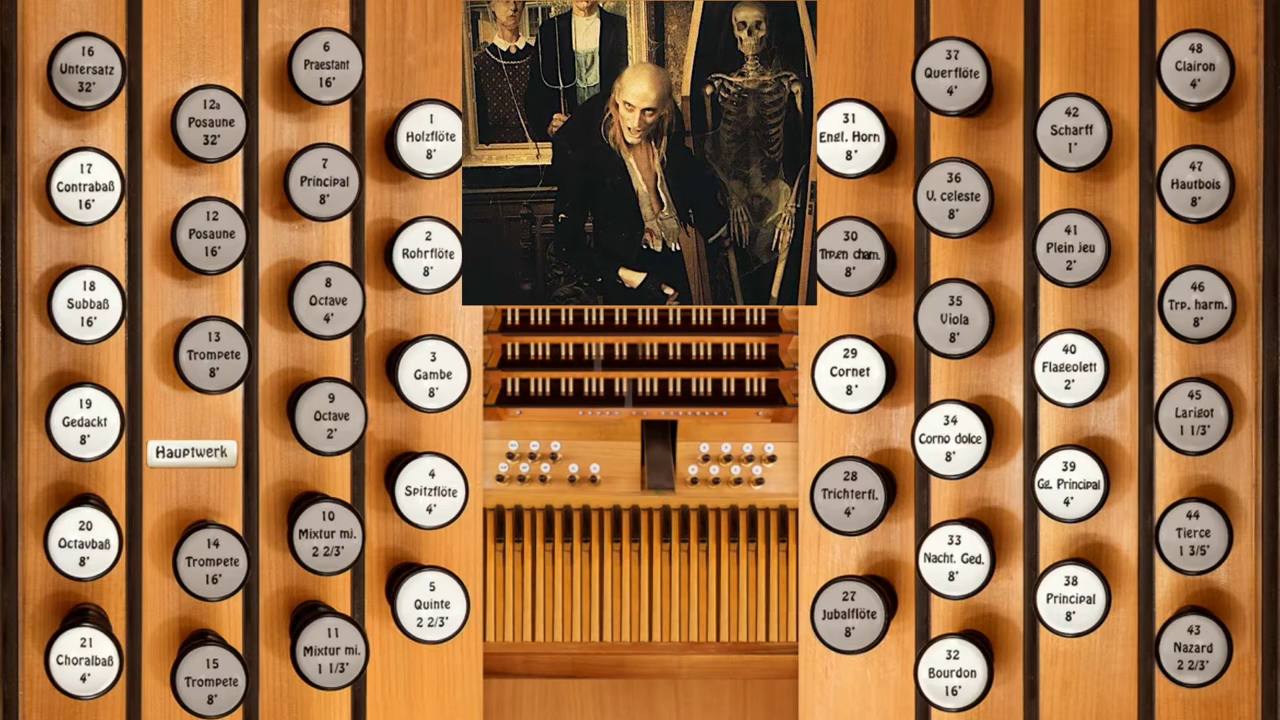 16
Untersatz
32'
17
Contrabaß
16'
18
Subbaß
16'
19
Gedackt
8'
20
Octavbaß
8'
21
Choralbaß
4'
12a
Posaune
32'
12
Posaune
16'
13
Trompete
8'
Hauptwerk
14
Trompete
16'
15
Trompete
8'
6
Praestant
16'
7
Principal
8'
8
Octave
4'
9
Octave
2'
10
Mixtur mi.
2 2/3'
11
Mixtur mi.
1 1/3'
1
Holzflöte
8'
2
Rohrflöte
8'
3
Gambe
8'
4
Spitzflöte
4'
5
Quinte
2 2/3'
31
Engl. Horn
8'
30
Trp.en cham.
8'
29
Cornet
8'
28
Trichterfl.
4'
27
Jubalflöte
8'
37
Querflöte
4'
36
U. celeste
8'
35
Viola
8'
34
Corno dolce
8'
33
Nacht. Ged.
8'
32
Bourdon
16'
42
Scharff
1'
41
Plein jeu
2'
40
Flageolett
2'
39
Gg. Principal
4'
38
Principal
8'
48
Clairon
4'
47
Hautbois
8'
46
Trp. harm.
8'
45
Larigot
1 1/3'
44
Tierce
1 3/5'
43
Nazard
2 2/3'